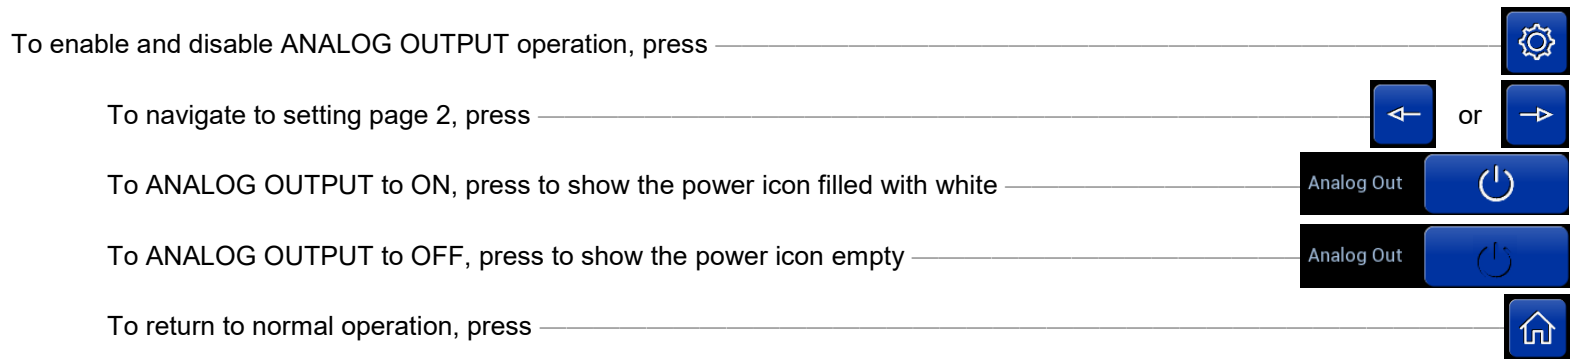 To enable and disable ANALOG OUTPUT operation, press
To navigate to setting page 2, press or
To ANALOG OUTPUT to ON, press to show the power icon filled with white Analog Out
To ANALOG OUTPUT to OFF, press to show the power icon empty Analog Out
To return to normal operation, press